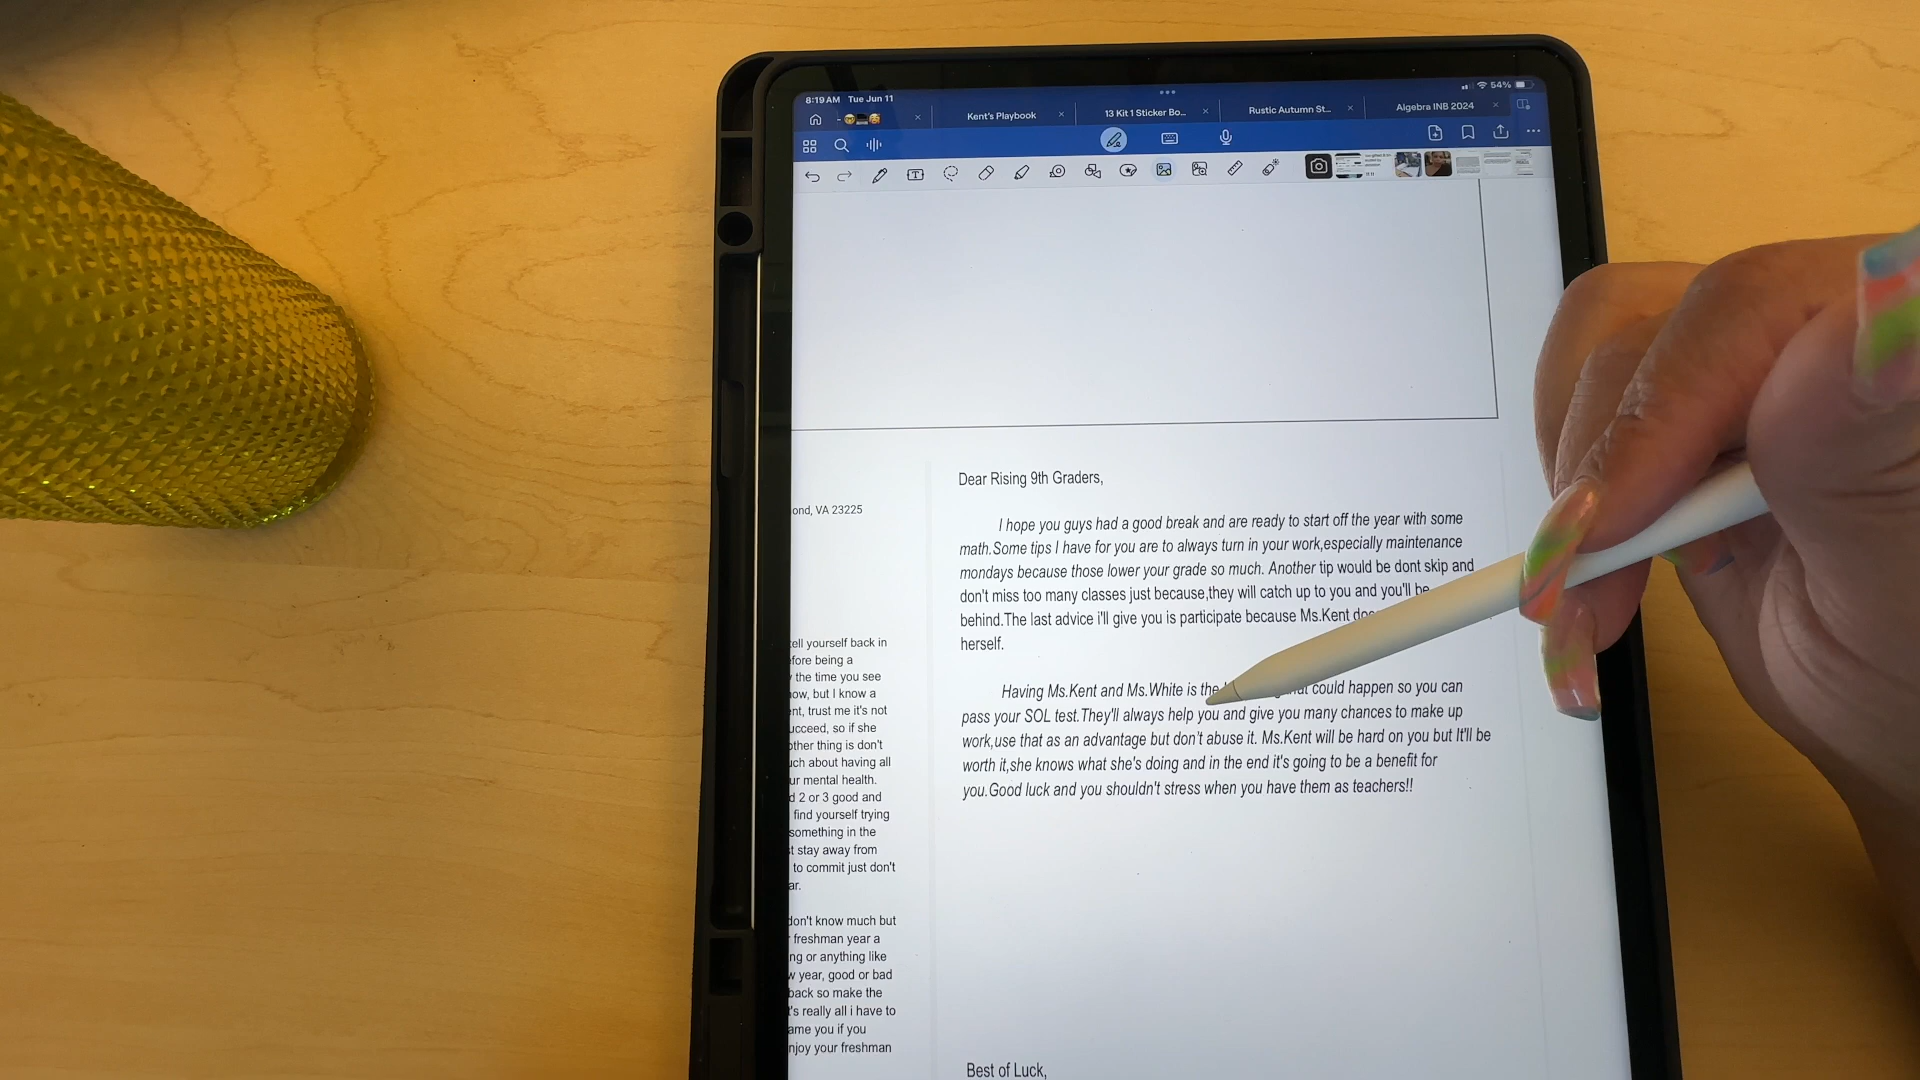 8:19 AM Tue Jun 11
54%
Kent's Playbook
13 Kit 1 Sticker Bo...
Rustic Autumn St...
Algebra INB 2024
Dear Rising 9th Graders,
I hope you guys had a good break and are ready to start off the year with some
math.Some tips I have for you are to always turn in your work,especially maintenance
mondays because those lower your grade so much. Another tip would be dont skip and
don't miss too many classes just because,they will catch up to you and you'll be
behind.The last advice i'll give you is participate because Ms.Kent
herself.
Having Ms.Kent and Ms.White is the could happen so you can
pass your SOL test.They'll always help you and give you many chances to make up
work,use that as an advantage but don't abuse it. Ms.Kent will be hard on you but It'll be
worth it,she knows what she's doing and in the end it's going to be a benefit for
you.Good luck and you shouldn't stress when you have them as teachers!!
Best of Luck,
ond, VA 23225
ell yourself back in
efore being a
the time you see
now, but I know a
ent, trust me it's not
ucceed, so if she
other thing is don't
uch about having all
ur mental health.
d 2 or 3 good and
find yourself trying
something in the
st stay away from
to commit just don't
ar.
don't know much but
freshman year a
ng or anything like
w year, good or bad
back so make the
t's really all i have to
ame you if you
njoy your freshman